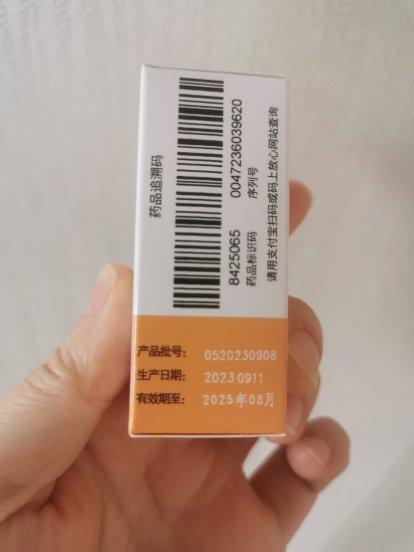 药品追溯码
8425065 0047236039620
药品标识码 序列号
请用支付宝扫码或码上放心网站查询
产品批号: 0520230908
生产日期: 20230911
有效期至: 2025年08月